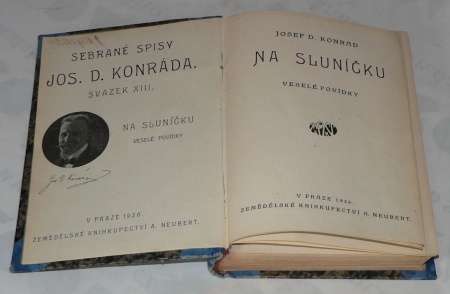 SEBRANÉ SPISY
JOS. D. KONRÁDA.
SVAZEK XIII.
NA SLUNÍČKU
VESELÉ POVÍDKY
V PRAZE 1926
ZEMĚDĚLSKÉ KNIHKUPECTVÍ A. NEUBERT.
JOSEF D. KONRÁD
NA SLUNÍČKU
VESELÉ POVÍDKY
V PRAZE 1926.
ZEMĚDĚLSKÉ KNIHKUPECTVÍ A. NEUBERT.